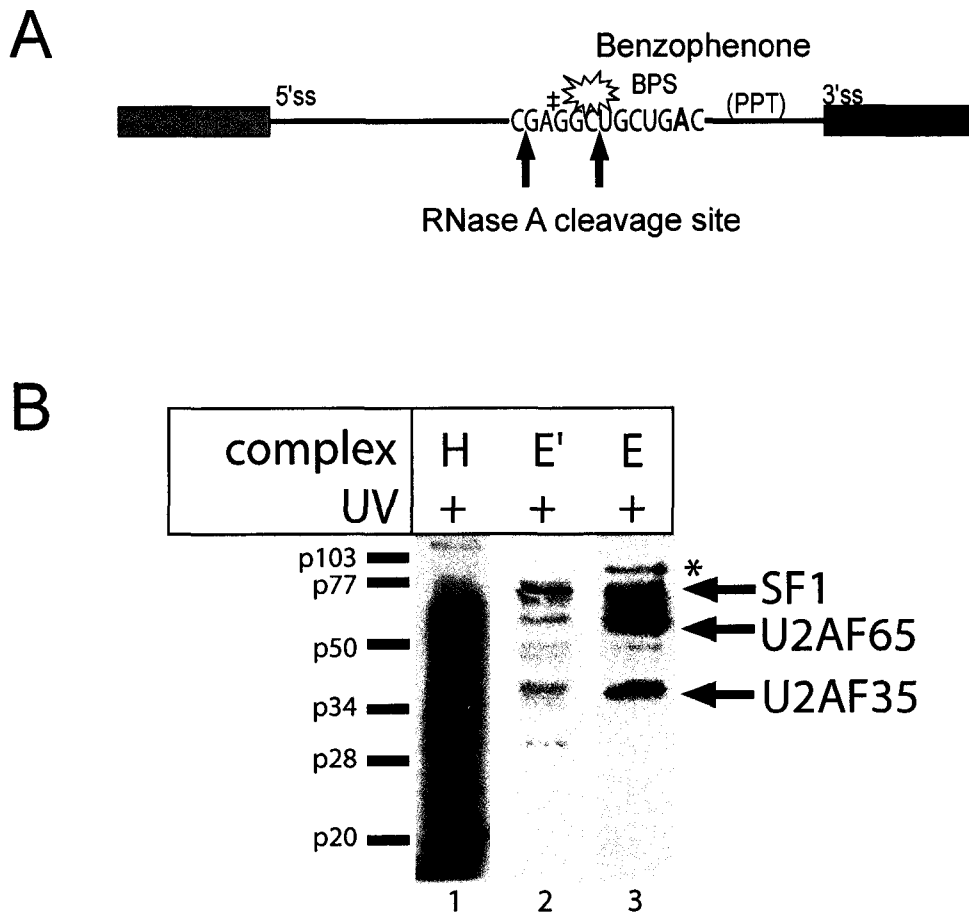 A
Benzophenone
5'ss
‡
BPS
(PPT)
3'ss
CGAGGCUGCUGAC
RNase A cleavage site
B
complex H E' E
UV + + +
p103
*
p77
SF1
U2AF65
p50
U2AF35
p34
p28
p20
1 2 3